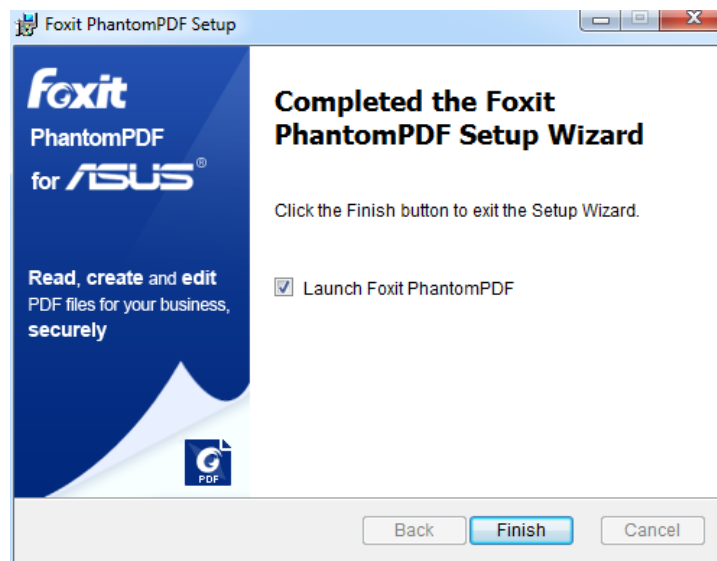 Foxit PhantomPDF Setup
Foxit
PhantomPDF
for ASUS®
Read, create and edit
PDF files for your business,
securely
PDF
Completed the Foxit
PhantomPDF Setup Wizard
Click the Finish button to exit the Setup Wizard.
Launch Foxit PhantomPDF
Back
Finish
Cancel